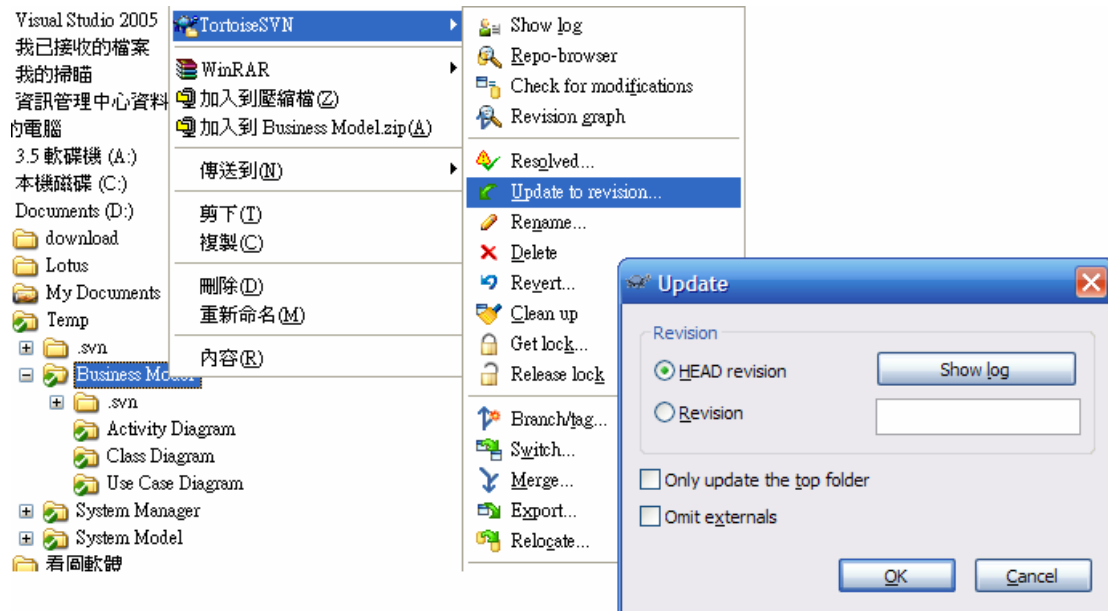 Visual Studio 2005
我已接收的檔案
我的掃瞄
資訊管理中心資料
的電腦
3.5 軟碟機 (A:)
本機磁碟 (C:)
Documents (D:)
download
Lotus
My Documents
Temp
.svn
Business Model
.svn
Activity Diagram
Class Diagram
Use Case Diagram
System Manager
System Model
看圖軟體
TortoiseSVN
WinRAR
加入到壓縮檔(Z)
加入到 Business Model.zip(A)
傳送到(N)
剪下(T)
複製(C)
刪除(D)
重新命名(M)
內容(R)
Show log
Repo-browser
Check for modifications
Revision graph
Resolved...
Update to revision...
Rename...
Delete
Revert...
Clean up
Get lock...
Release lock
Branch/tag...
Switch...
Merge...
Export...
Relocate...
Update
Revision
HEAD revision
Show log
Revision
Only update the top folder
Omit externals
OK
Cancel